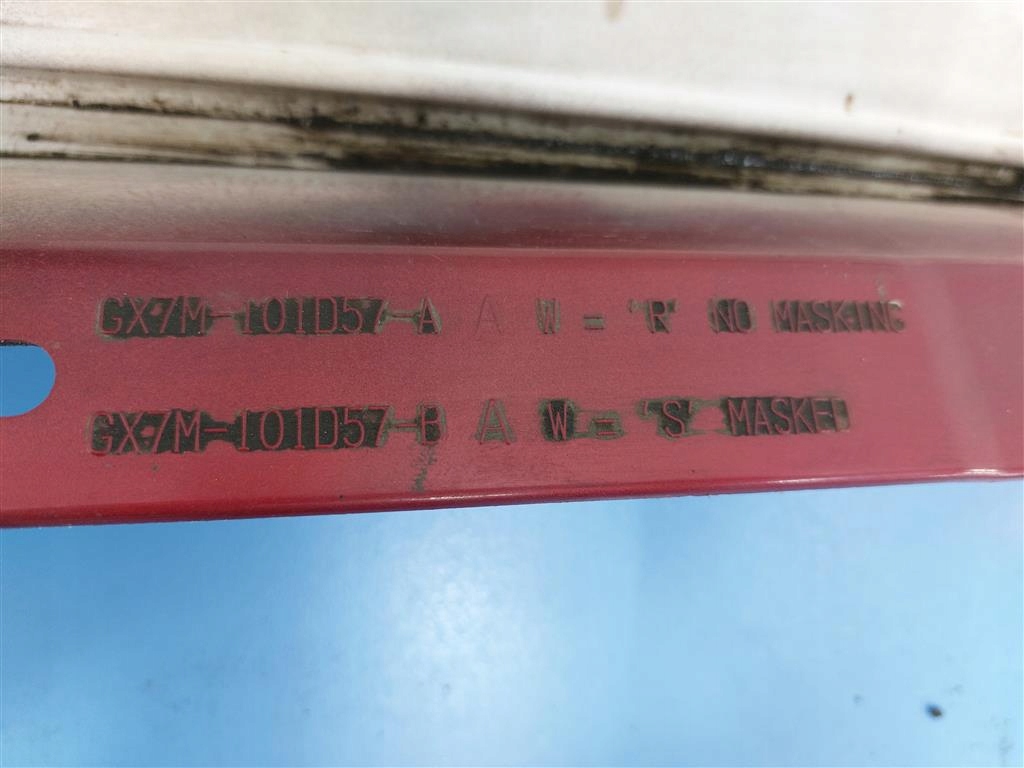 GX7M-101D57-A A W = 'R' NO MASKING
GX7M-101D57-B A W = 'S' MASKED